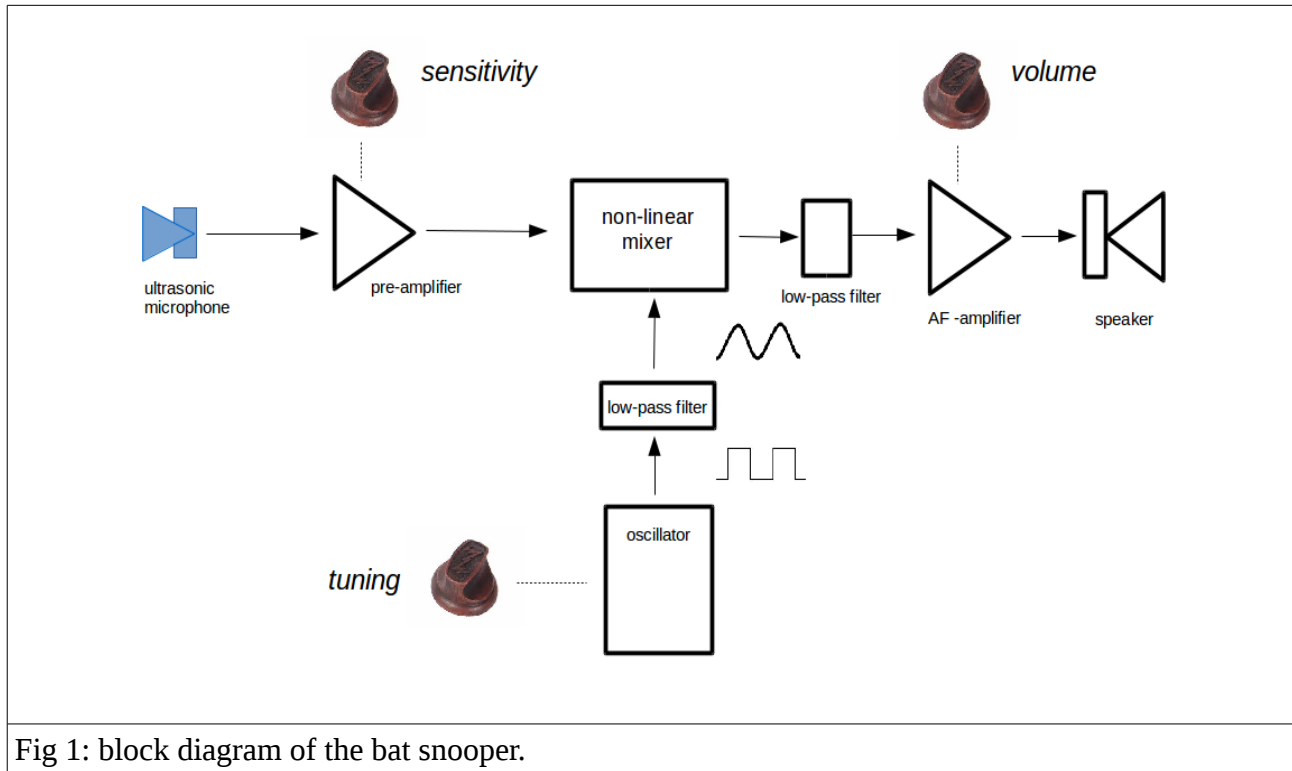 sensitivity
volume
non-linear
mixer
ultrasonic
microphone
pre-amplifier
low-pass filter
AF -amplifier
speaker
low-pass filter
oscillator
tuning
Fig 1: block diagram of the bat snooper.